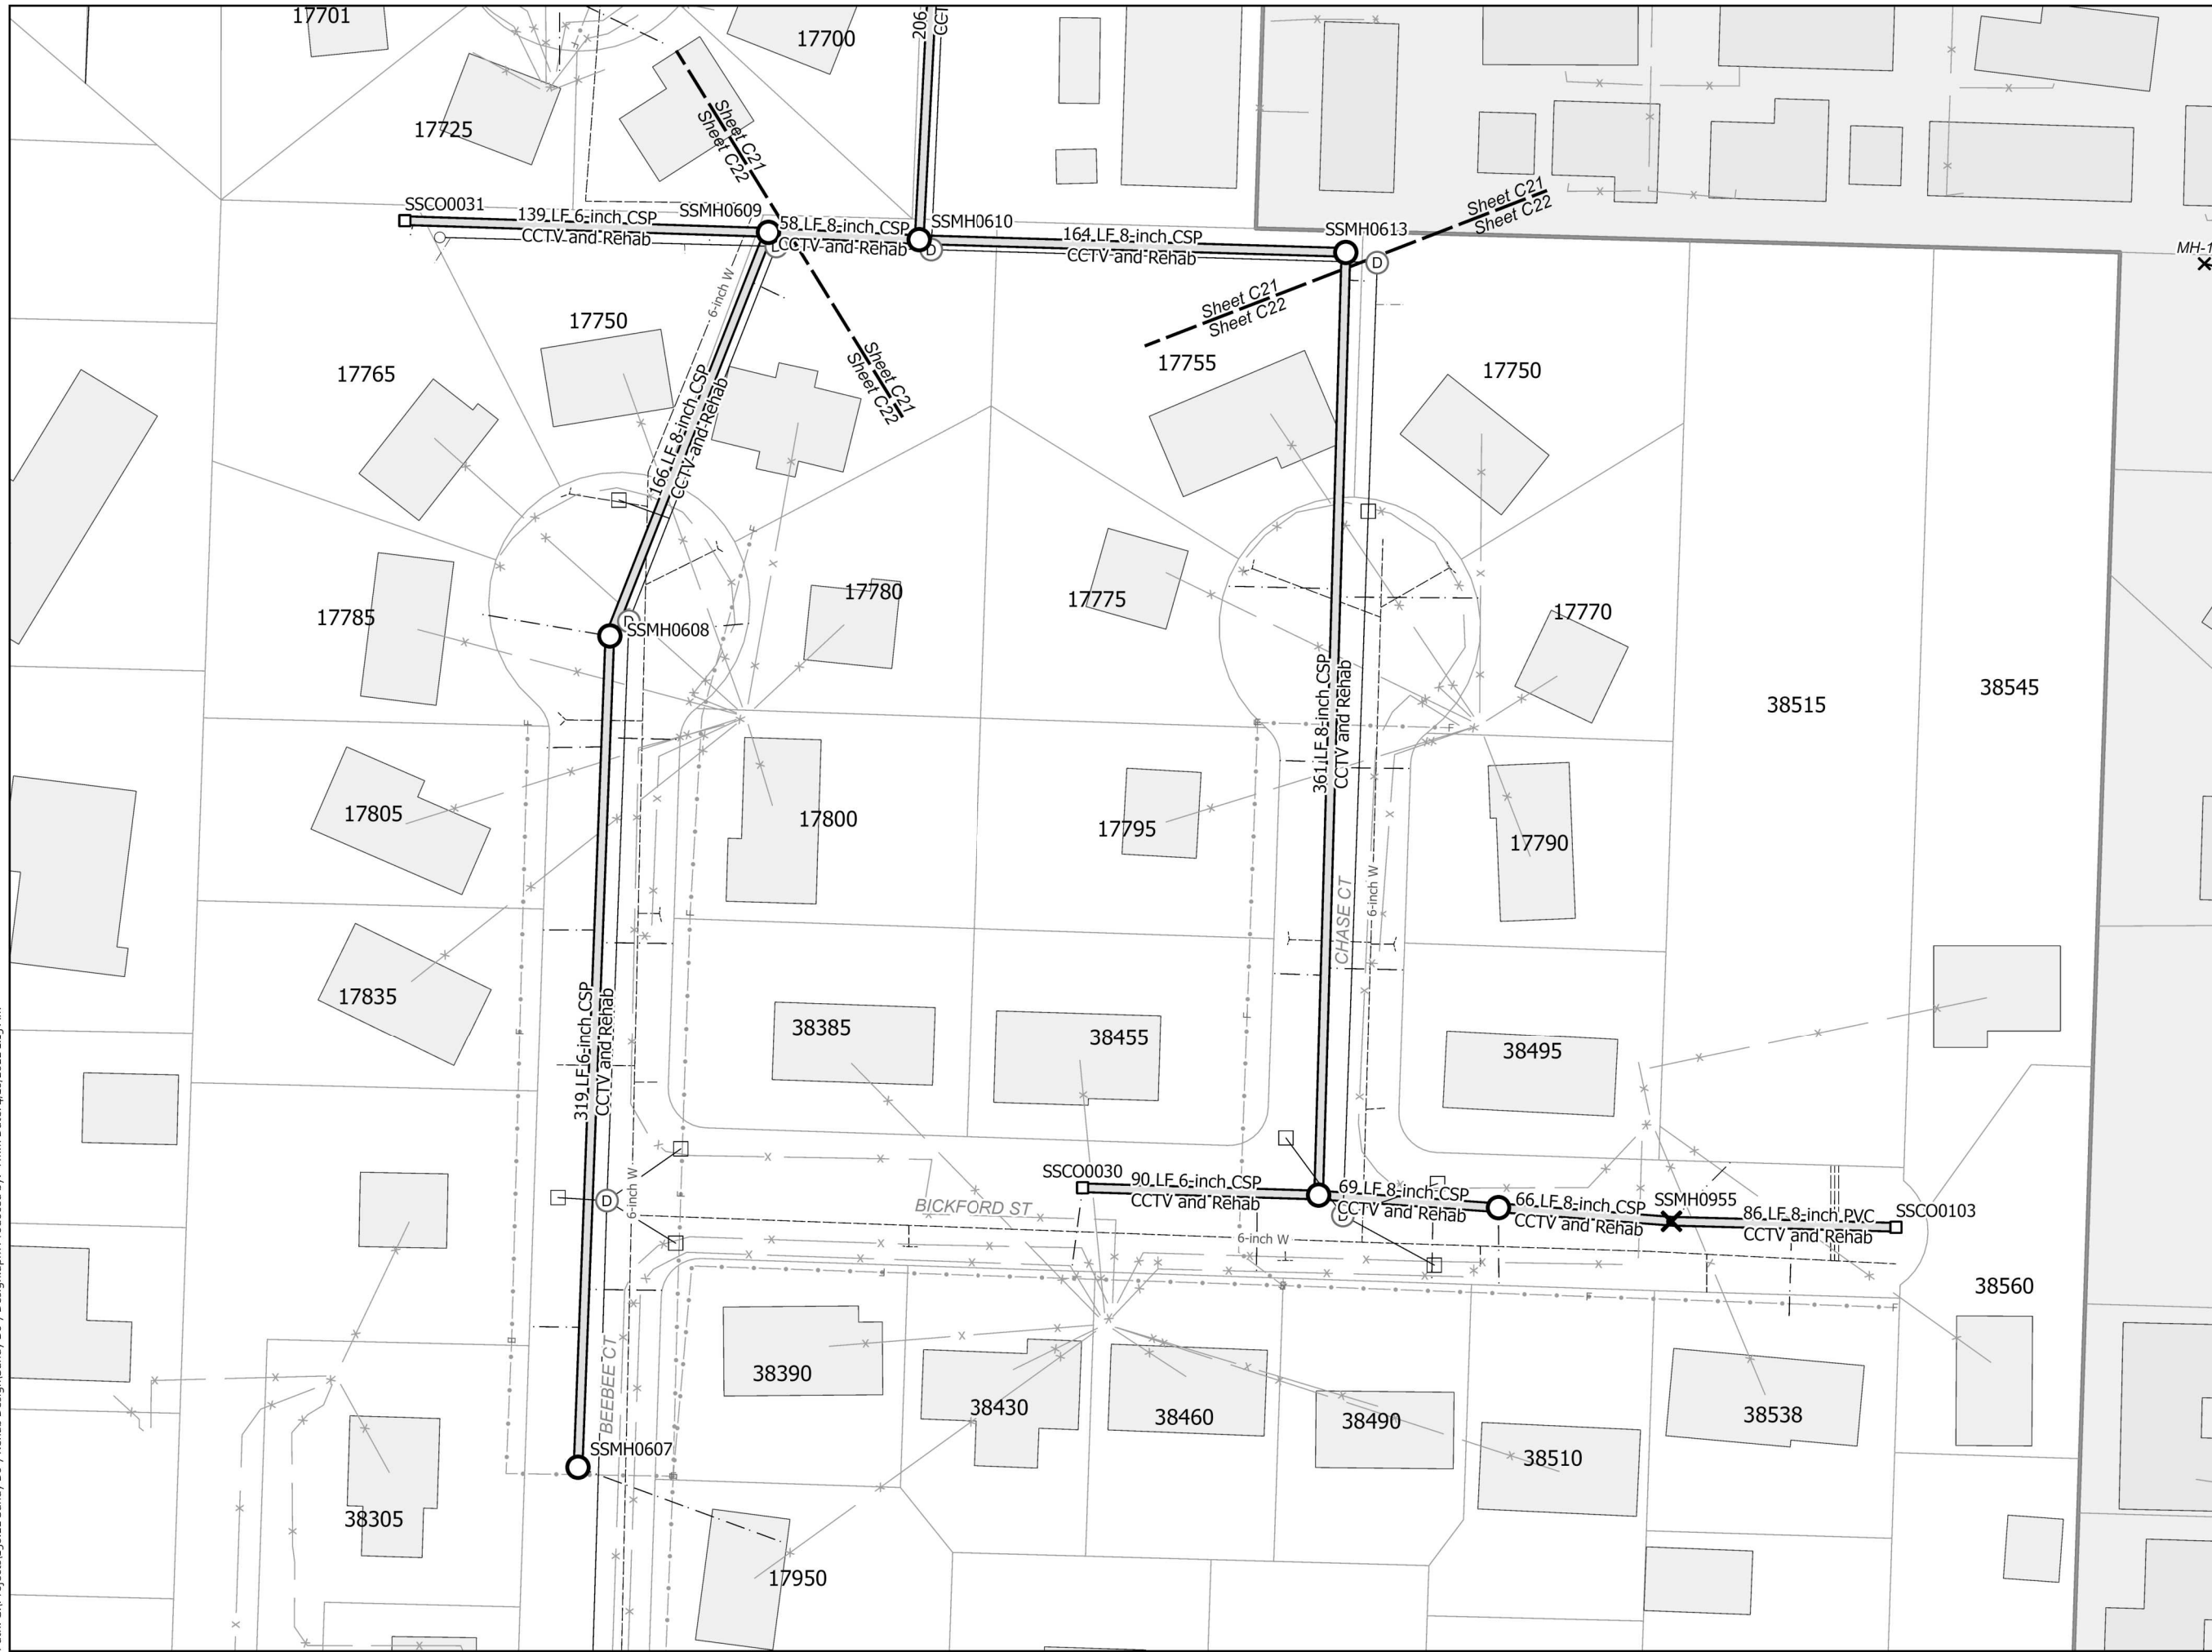 17701
17700
206
CCT
17725
Sheet C21
Sheet C22
SSCO0031
139 LF 6-inch CSP
CCTV and Rehab
SSMH0609
58 LF 8-inch CSP
CCTV and Rehab
SSMH0610
D
164 LF 8-inch CSP
CCTV and Rehab
SSMH0613
D
Sheet C21
Sheet C22
MH-1
6-inch W
Sheet C21
Sheet C22
Sheet C21
Sheet C22
17750
17765
166 LF 8-inch CSP
CCTV and Rehab
17755
17750
17785
D
SSMH0608
17780
17775
17770
38515
38545
361 LF 8-inch CSP
CCTV and Rehab
17805
17800
17795
17790
CHASE CT
6-inch W
17835
319 LF 6-inch CSP
CCTV and Rehab
38385
38455
38495
D
6-inch W
SSCO0030
90 LF 6-inch CSP
CCTV and Rehab
69 LF 8-inch CSP
CCTV and Rehab
66 LF 8-inch CSP
CCTV and Rehab
SSMH0955
86 LF 8-inch PVC
CCTV and Rehab
SSCO0103
BICKFORD ST
6-inch W
38560
BEEBEE CT
38390
38430
38460
38490
38510
38538
SSMH0607
38305
17950